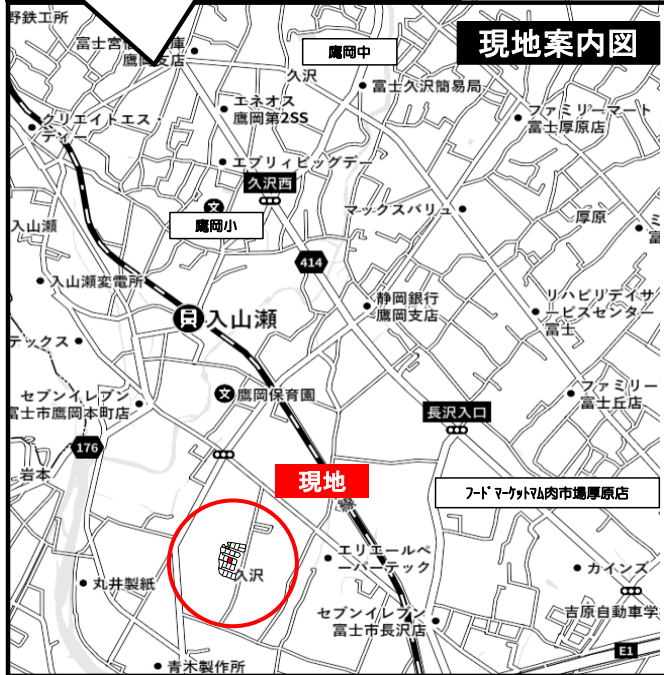 野鉄工所
鷹岡中
現地案内図
富士宮信
庫
鷹岡支店
久沢
富士久沢簡易局
エネオス
鷹岡第2SS
ファミリーマート
富士厚原店
クリエイトエス・
ディー
エブリィビッグデー
久沢西
文
マックスバリュ
鷹岡小
厚原
ミ
富
入山瀬
414
入山瀬変電所
静岡銀行
鷹岡支店
リハビリデイサ
ービスセンター
富士
入山瀬
テックス
セブンイレブン
富士市鷹岡本町店
文
鷹岡保育園
ファミリー
富士丘店
長沢入口
176
岩本
現地
フードマーケットマム肉市場厚原店
線
エリエールペ
ーパーテック
カインズ
久沢
丸井製紙
セブンイレブン
富士市長沢店
吉原自動車学
E1
青木製作所